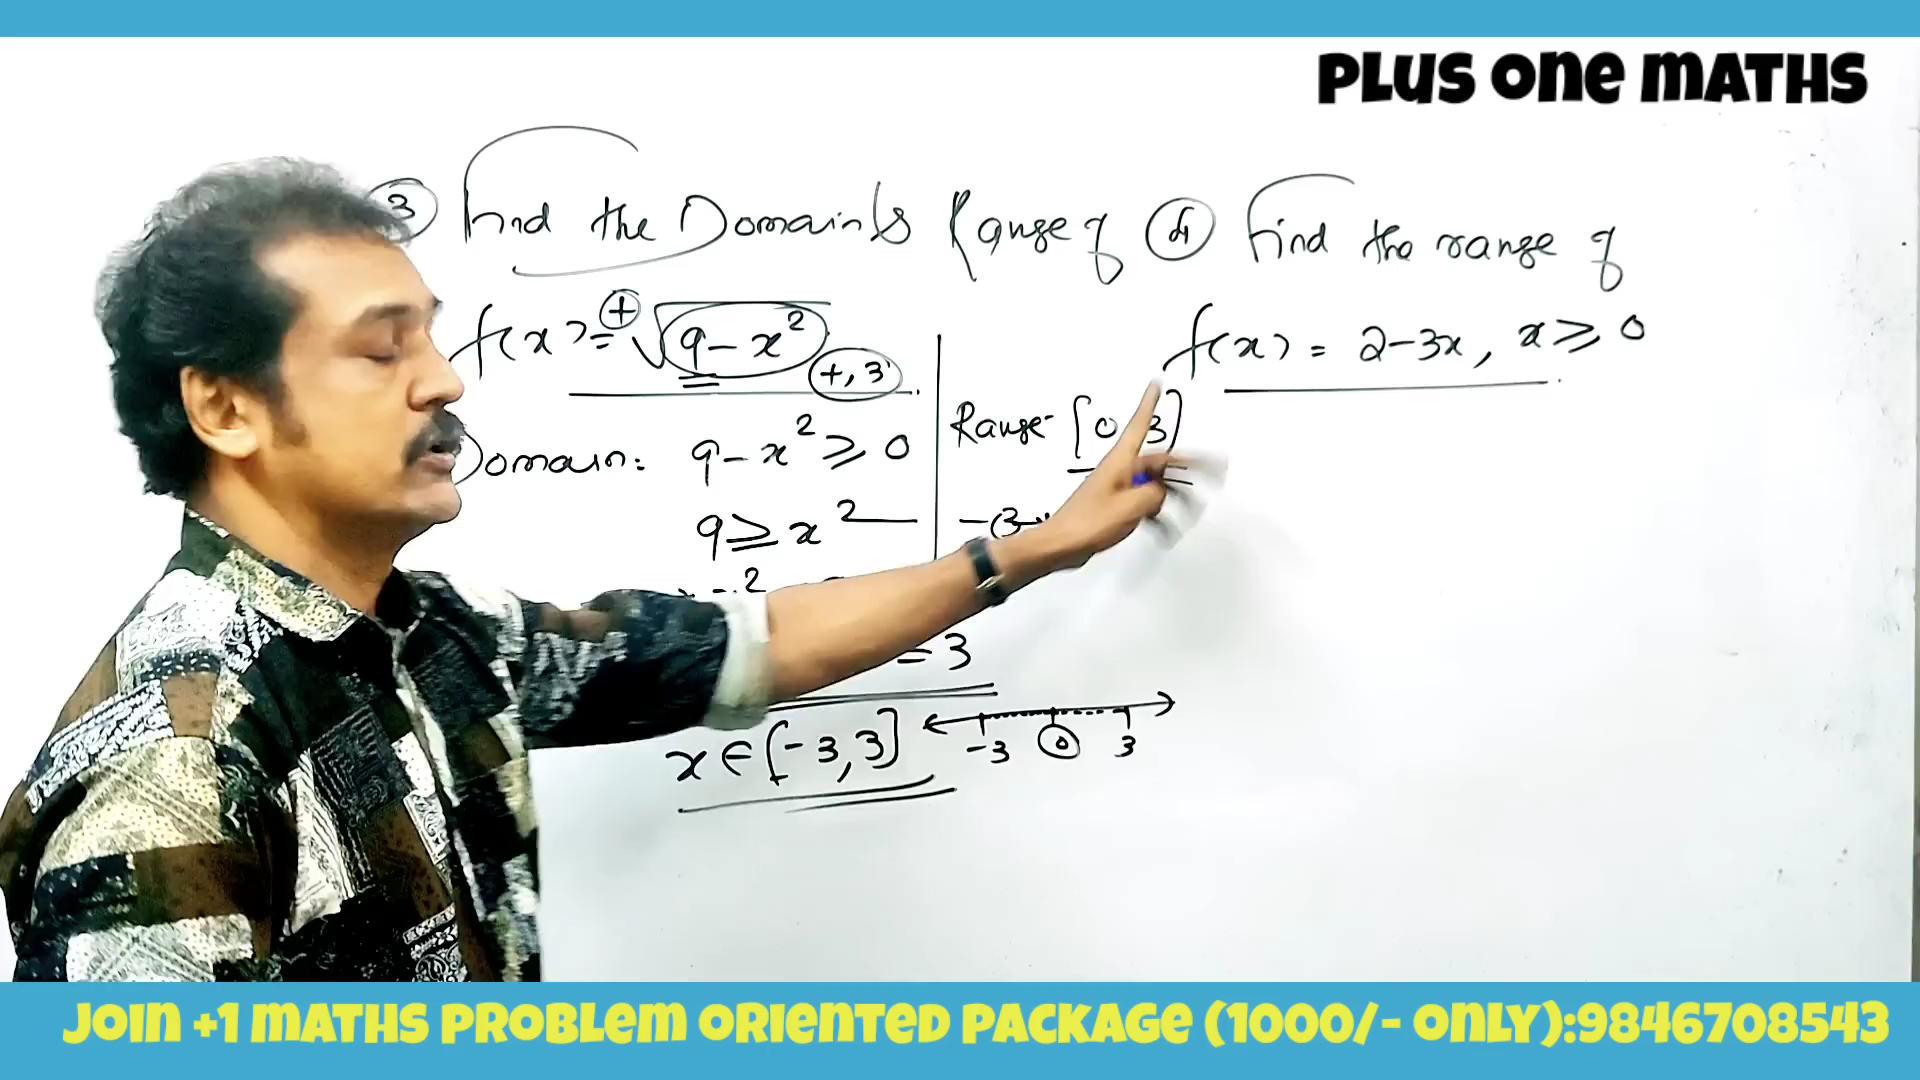 PLUS ONE MATHS
3 Find the Domain & Range of
f(x) = + √9-x²
+, 3
Domain: 9-x² ≥ 0
9 ≥ x²
= 3
x ∈ [-3,3]
Range- [0, 3]
-(3
-3 0 3
4 Find the range of
f(x) = 2-3x, x ≥ 0
JOIN +1 MATHS PROBLEM ORIENTED PACKAGE (1000/- ONLY):9846708543